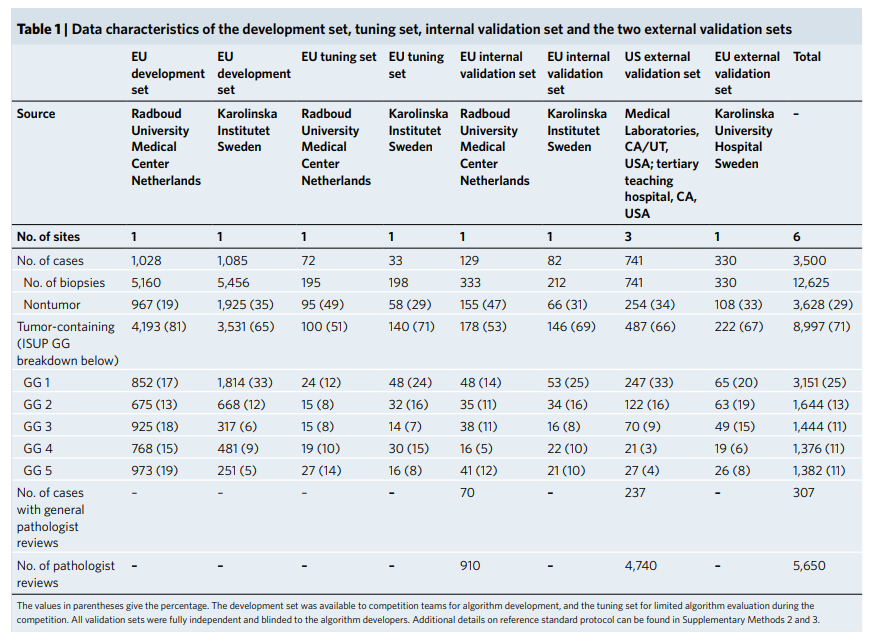 Table 1 | Data characteristics of the development set, tuning set, internal validation set and the two external validation sets
EU development set EU development set EU tuning set EU tuning set EU internal validation set EU internal validation set US external validation set EU external validation set Total
Source Radboud University Medical Center Netherlands Karolinska Institutet Sweden Radboud University Medical Center Netherlands Karolinska Institutet Sweden Radboud University Medical Center Netherlands Karolinska Institutet Sweden Medical Laboratories, CA/UT, USA; tertiary teaching hospital, CA, USA Karolinska University Hospital Sweden –
No. of sites 1 1 1 1 1 1 3 1 6
No. of cases 1,028 1,085 72 33 129 82 741 330 3,500
No. of biopsies 5,160 5,456 195 198 333 212 741 330 12,625
Nontumor 967 (19) 1,925 (35) 95 (49) 58 (29) 155 (47) 66 (31) 254 (34) 108 (33) 3,628 (29)
Tumor-containing (ISUP GG breakdown below) 4,193 (81) 3,531 (65) 100 (51) 140 (71) 178 (53) 146 (69) 487 (66) 222 (67) 8,997 (71)
GG 1 852 (17) 1,814 (33) 24 (12) 48 (24) 48 (14) 53 (25) 247 (33) 65 (20) 3,151 (25)
GG 2 675 (13) 668 (12) 15 (8) 32 (16) 35 (11) 34 (16) 122 (16) 63 (19) 1,644 (13)
GG 3 925 (18) 317 (6) 15 (8) 14 (7) 38 (11) 16 (8) 70 (9) 49 (15) 1,444 (11)
GG 4 768 (15) 481 (9) 19 (10) 30 (15) 16 (5) 22 (10) 21 (3) 19 (6) 1,376 (11)
GG 5 973 (19) 251 (5) 27 (14) 16 (8) 41 (12) 21 (10) 27 (4) 26 (8) 1,382 (11)
No. of cases with general pathologist reviews – – – – 70 – 237 – 307
No. of pathologist reviews – – – – 910 – 4,740 – 5,650
The values in parentheses give the percentage. The development set was available to competition teams for algorithm development, and the tuning set for limited algorithm evaluation during the
competition. All validation sets were fully independent and blinded to the algorithm developers. Additional details on reference standard protocol can be found in Supplementary Methods 2 and 3.